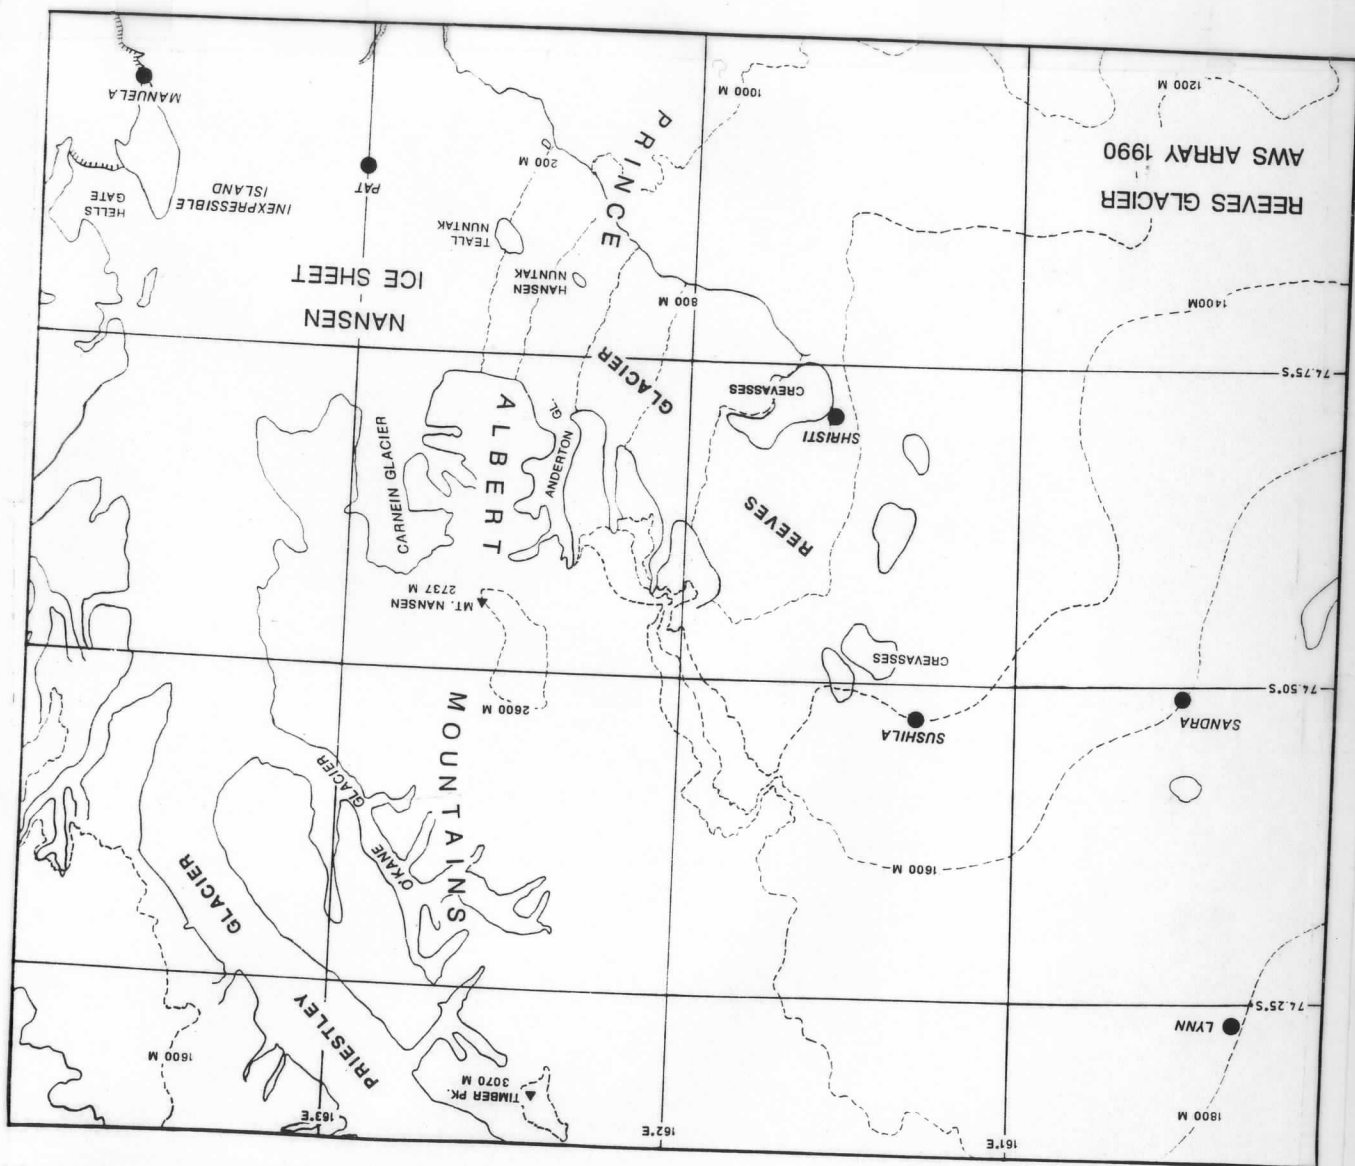 1800 M
161°E
162°E
163°E
TIMBER PK.
3070 M
PRIESTLEY
GLACIER
1600 M
LYNN
74.25°S
1600 M
O'KANE
GLACIER
MOUNTAINS
SANDRA
SUSHILA
74.50°S
2600 M
CREVASSES
MT. NANSEN
2737 M
REEVES
GLACIER
ALBERT
ANDERTON
GL.
CARNEIN GLACIER
SHRISTI
CREVASSES
74.75°S
NANSEN
ICE SHEET
1400M
800 M
HANSEN
NUNTAK
TEALL
NUNTAK
REEVES GLACIER
AWS ARRAY 1990
PRINCE
PAT
INEXPRESSIBLE
ISLAND
HELLS
GATE
200 M
1200 M
1000 M
MANUELA